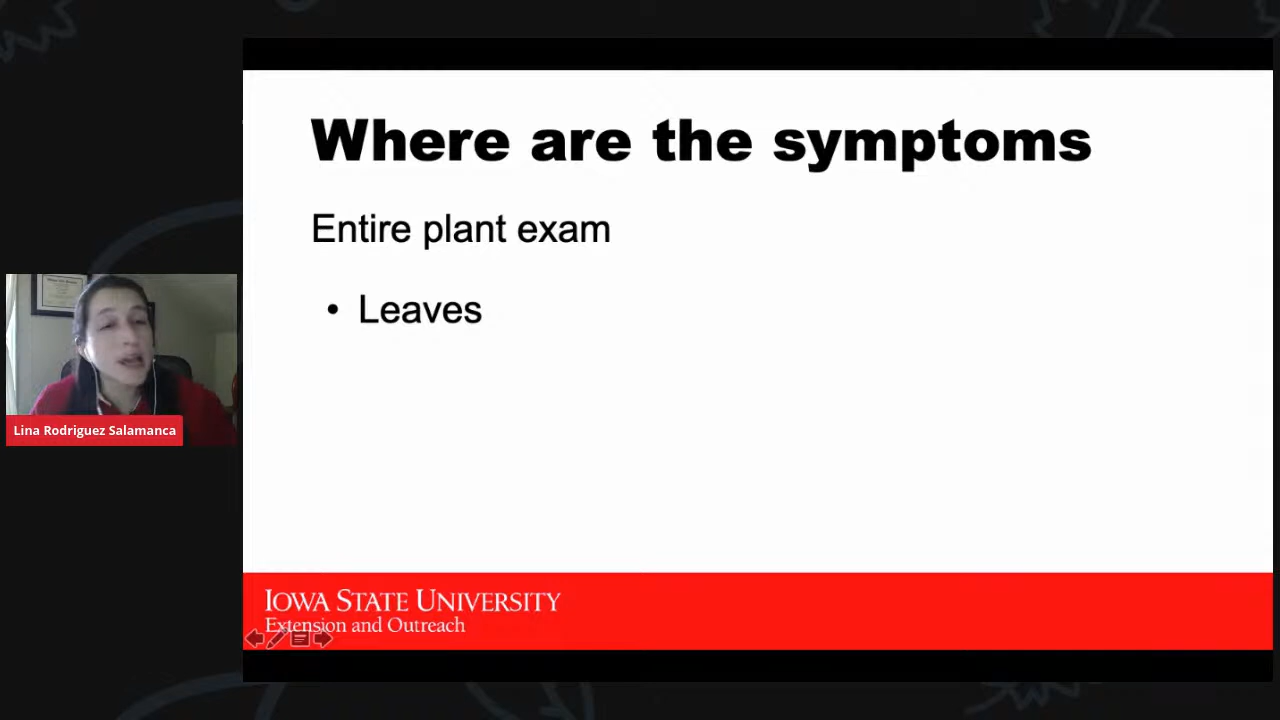 Where are the symptoms
Entire plant exam
• Leaves
Lina Rodriguez Salamanca
IOWA STATE UNIVERSITY
Extension and Outreach